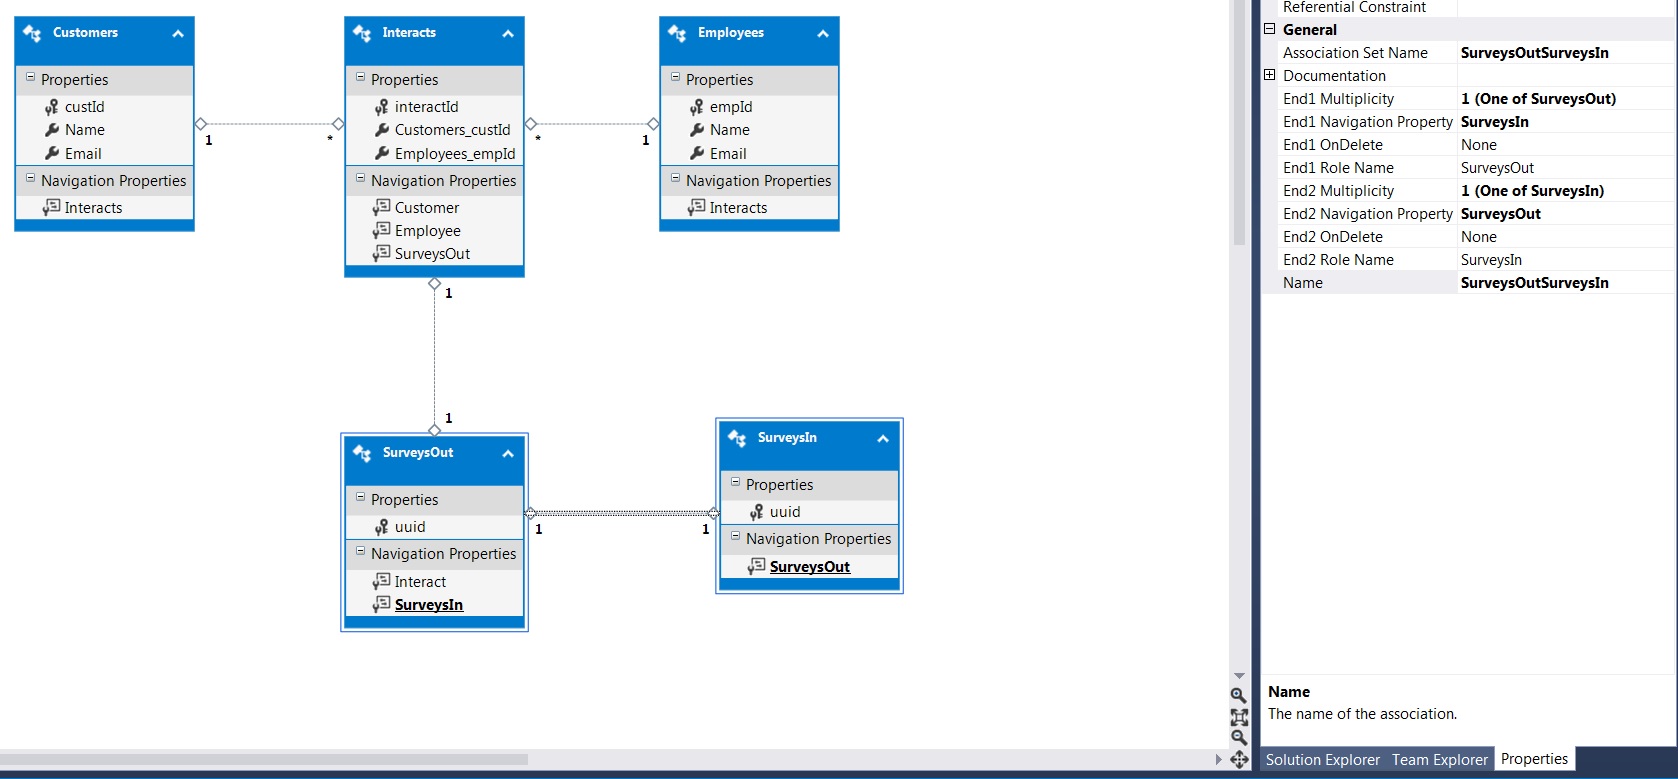 Customers
Properties
custId
Name
Email
Navigation Properties
Interacts
1
*
Interacts
Properties
interactId
Customers_custId
Employees_empId
Navigation Properties
Customer
Employee
SurveysOut
*
1
Employees
Properties
empId
Name
Email
Navigation Properties
Interacts
1
1
SurveysOut
Properties
uuid
Navigation Properties
Interact
SurveysIn
1
1
SurveysIn
Properties
uuid
Navigation Properties
SurveysOut
Referential Constraint
General
Association Set Name SurveysOutSurveysIn
Documentation
End1 Multiplicity 1 (One of SurveysOut)
End1 Navigation Property SurveysIn
End1 OnDelete None
End1 Role Name SurveysOut
End2 Multiplicity 1 (One of SurveysIn)
End2 Navigation Property SurveysOut
End2 OnDelete None
End2 Role Name SurveysIn
Name SurveysOutSurveysIn
Name
The name of the association.
Solution Explorer Team Explorer Properties